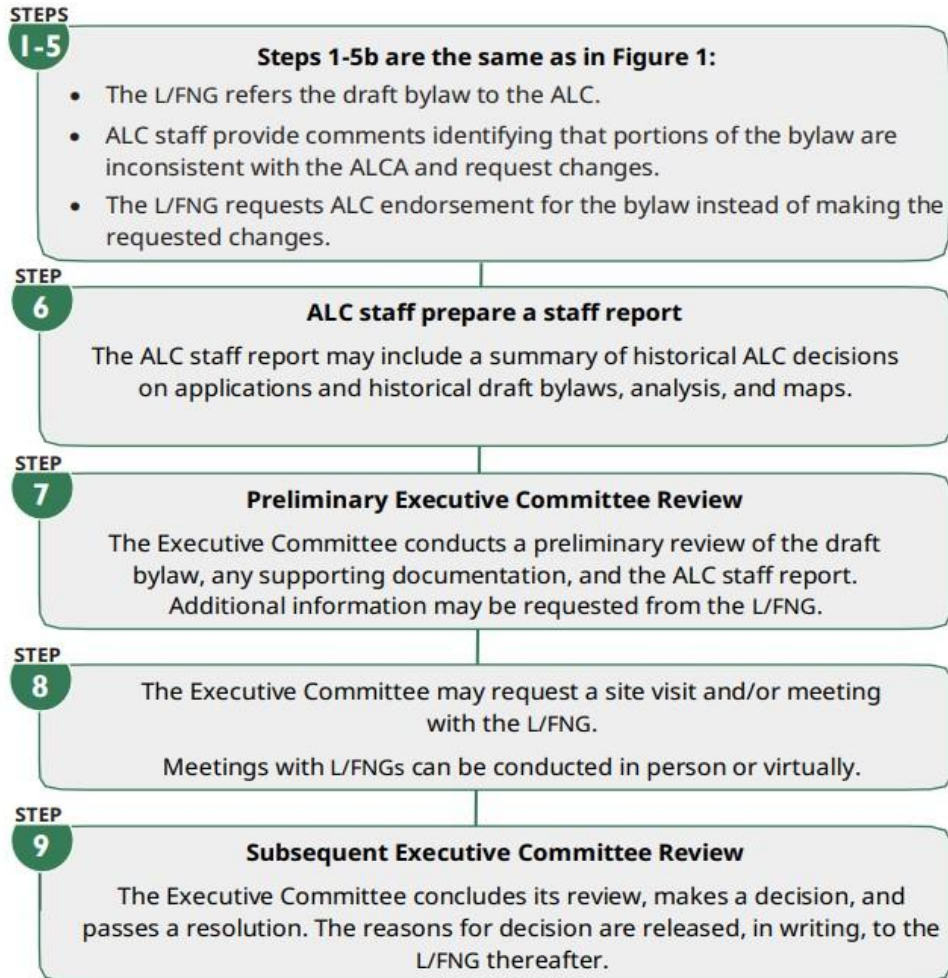 STEPS
1-5
Steps 1-5b are the same as in Figure 1:
• The L/FNG refers the draft bylaw to the ALC.
• ALC staff provide comments identifying that portions of the bylaw are
inconsistent with the ALCA and request changes.
• The L/FNG requests ALC endorsement for the bylaw instead of making the
requested changes.
STEP
6
ALC staff prepare a staff report
The ALC staff report may include a summary of historical ALC decisions
on applications and historical draft bylaws, analysis, and maps.
STEP
7
Preliminary Executive Committee Review
The Executive Committee conducts a preliminary review of the draft
bylaw, any supporting documentation, and the ALC staff report.
Additional information may be requested from the L/FNG.
STEP
8
The Executive Committee may request a site visit and/or meeting
with the L/FNG.
Meetings with L/FNGs can be conducted in person or virtually.
STEP
9
Subsequent Executive Committee Review
The Executive Committee concludes its review, makes a decision, and
passes a resolution. The reasons for decision are released, in writing, to the
L/FNG thereafter.